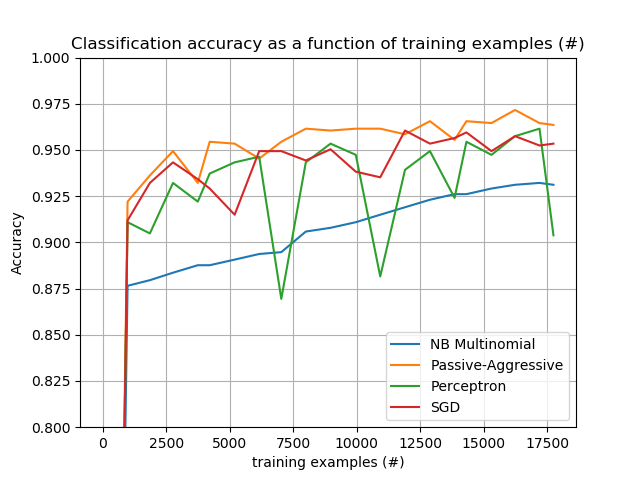 Classification accuracy as a function of training examples (#)
1.000
0.975
0.950
0.925
0.900
0.875
0.850
0.825
0.800
Accuracy
NB Multinomial
Passive-Aggressive
Perceptron
SGD
0 2500 5000 7500 10000 12500 15000 17500
training examples (#)